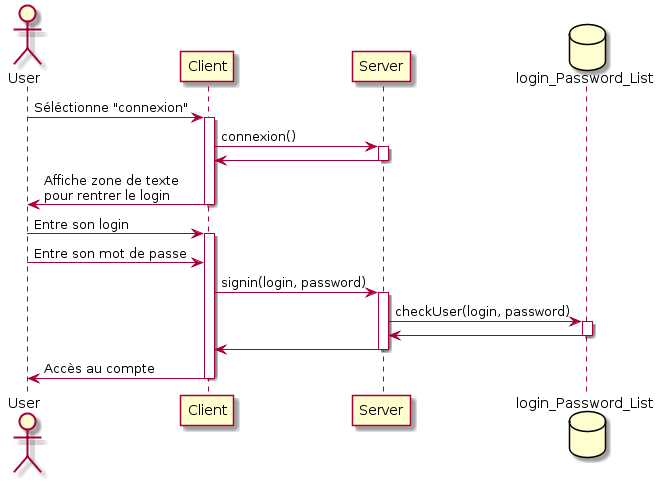 User
Client
Server
login_Password_List
Séléctionne "connexion"
connexion()
Affiche zone de texte
pour rentrer le login
Entre son login
Entre son mot de passe
signin(login, password)
checkUser(login, password)
Accès au compte
User
Client
Server
login_Password_List